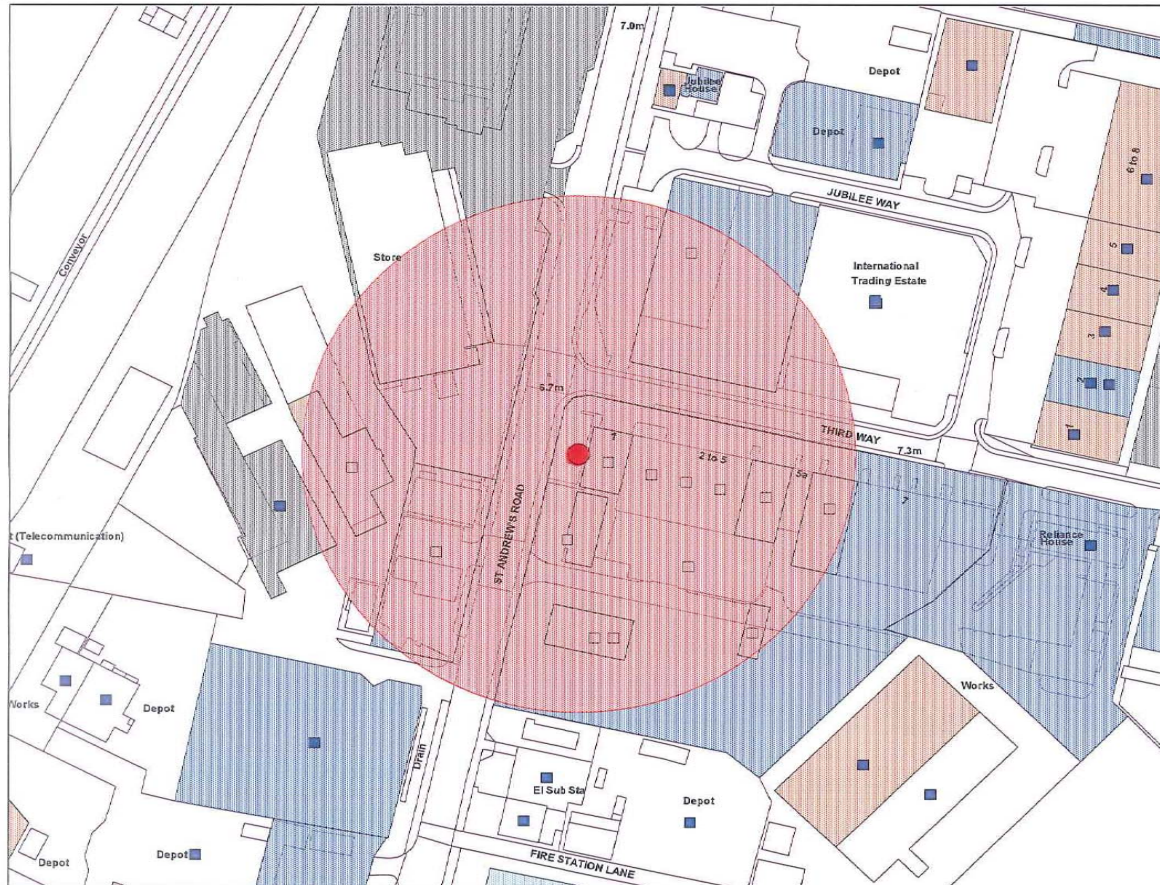 7.0m
Depot
Jubilee
House
Depot
6 to 8
JUBILEE WAY
Conveyor
Store
International
Trading Estate
5
4
3
2
1
6.7m
THIRD WAY
7.3m
7
2 to 5
5a
7
ST ANDREW'S ROAD
t (Telecommunication)
Reliance
House
Works
Works
Depot
Drain
El Sub Sta
Depot
Depot
Depot
FIRE STATION LANE